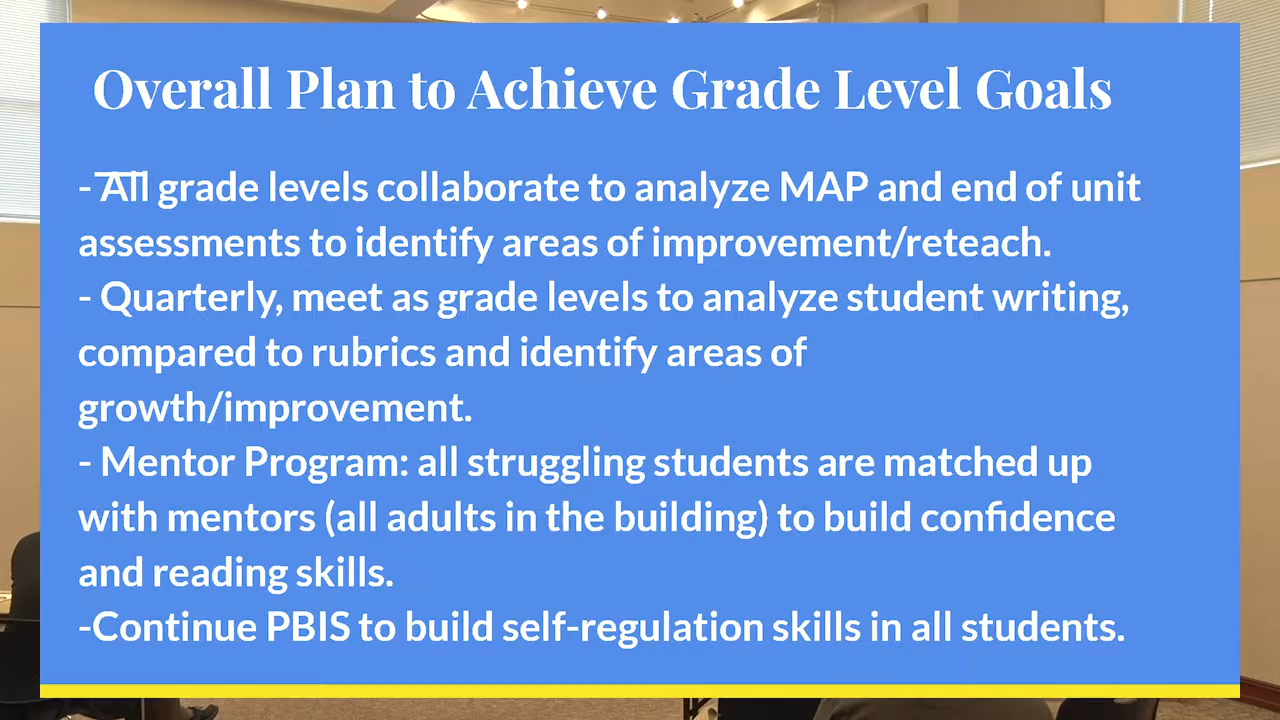 Overall Plan to Achieve Grade Level Goals
- All grade levels collaborate to analyze MAP and end of unit
assessments to identify areas of improvement/reteach.
- Quarterly, meet as grade levels to analyze student writing,
compared to rubrics and identify areas of
growth/improvement.
- Mentor Program: all struggling students are matched up
with mentors (all adults in the building) to build confidence
and reading skills.
-Continue PBIS to build self-regulation skills in all students.